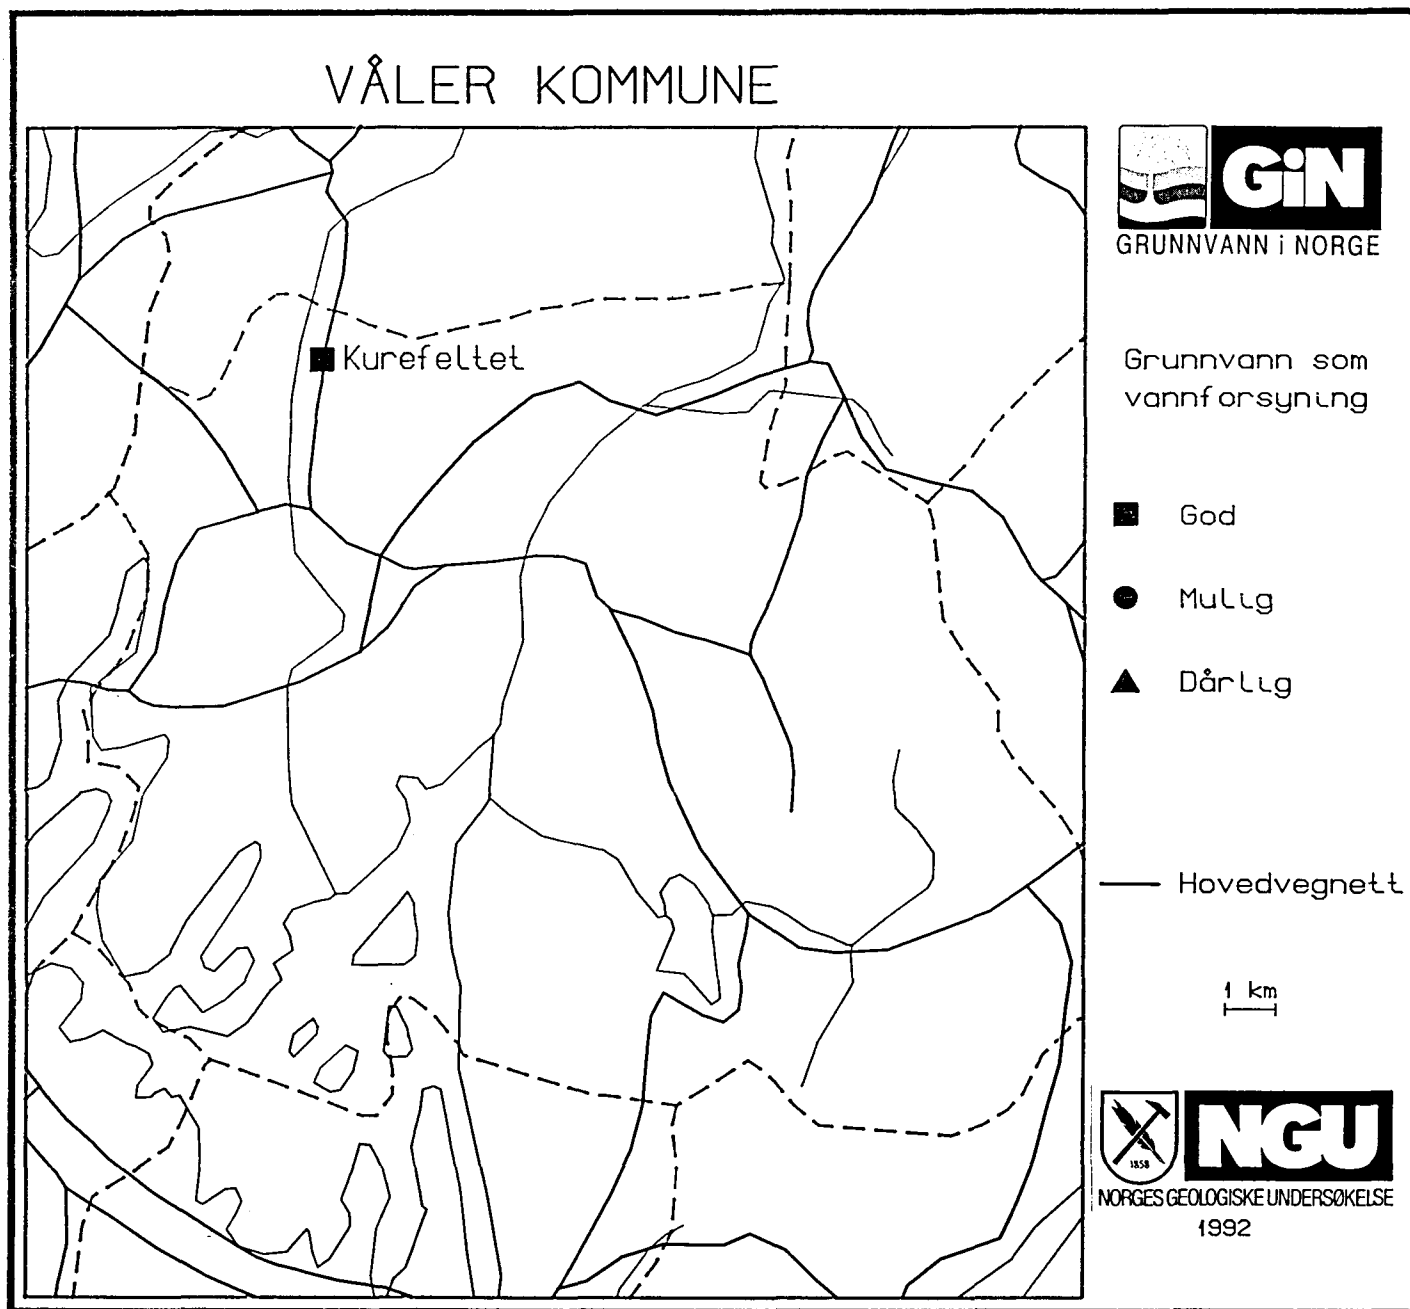 VÅLER KOMMUNE
GiN
GRUNNVANN i NORGE
Kurefeltet
Grunnvann som
vannforsyning
God
Mulig
Dårlig
Hovedvegnett
1 km
1858
NGU
NORGES GEOLOGISKE UNDERSØKELSE
1992